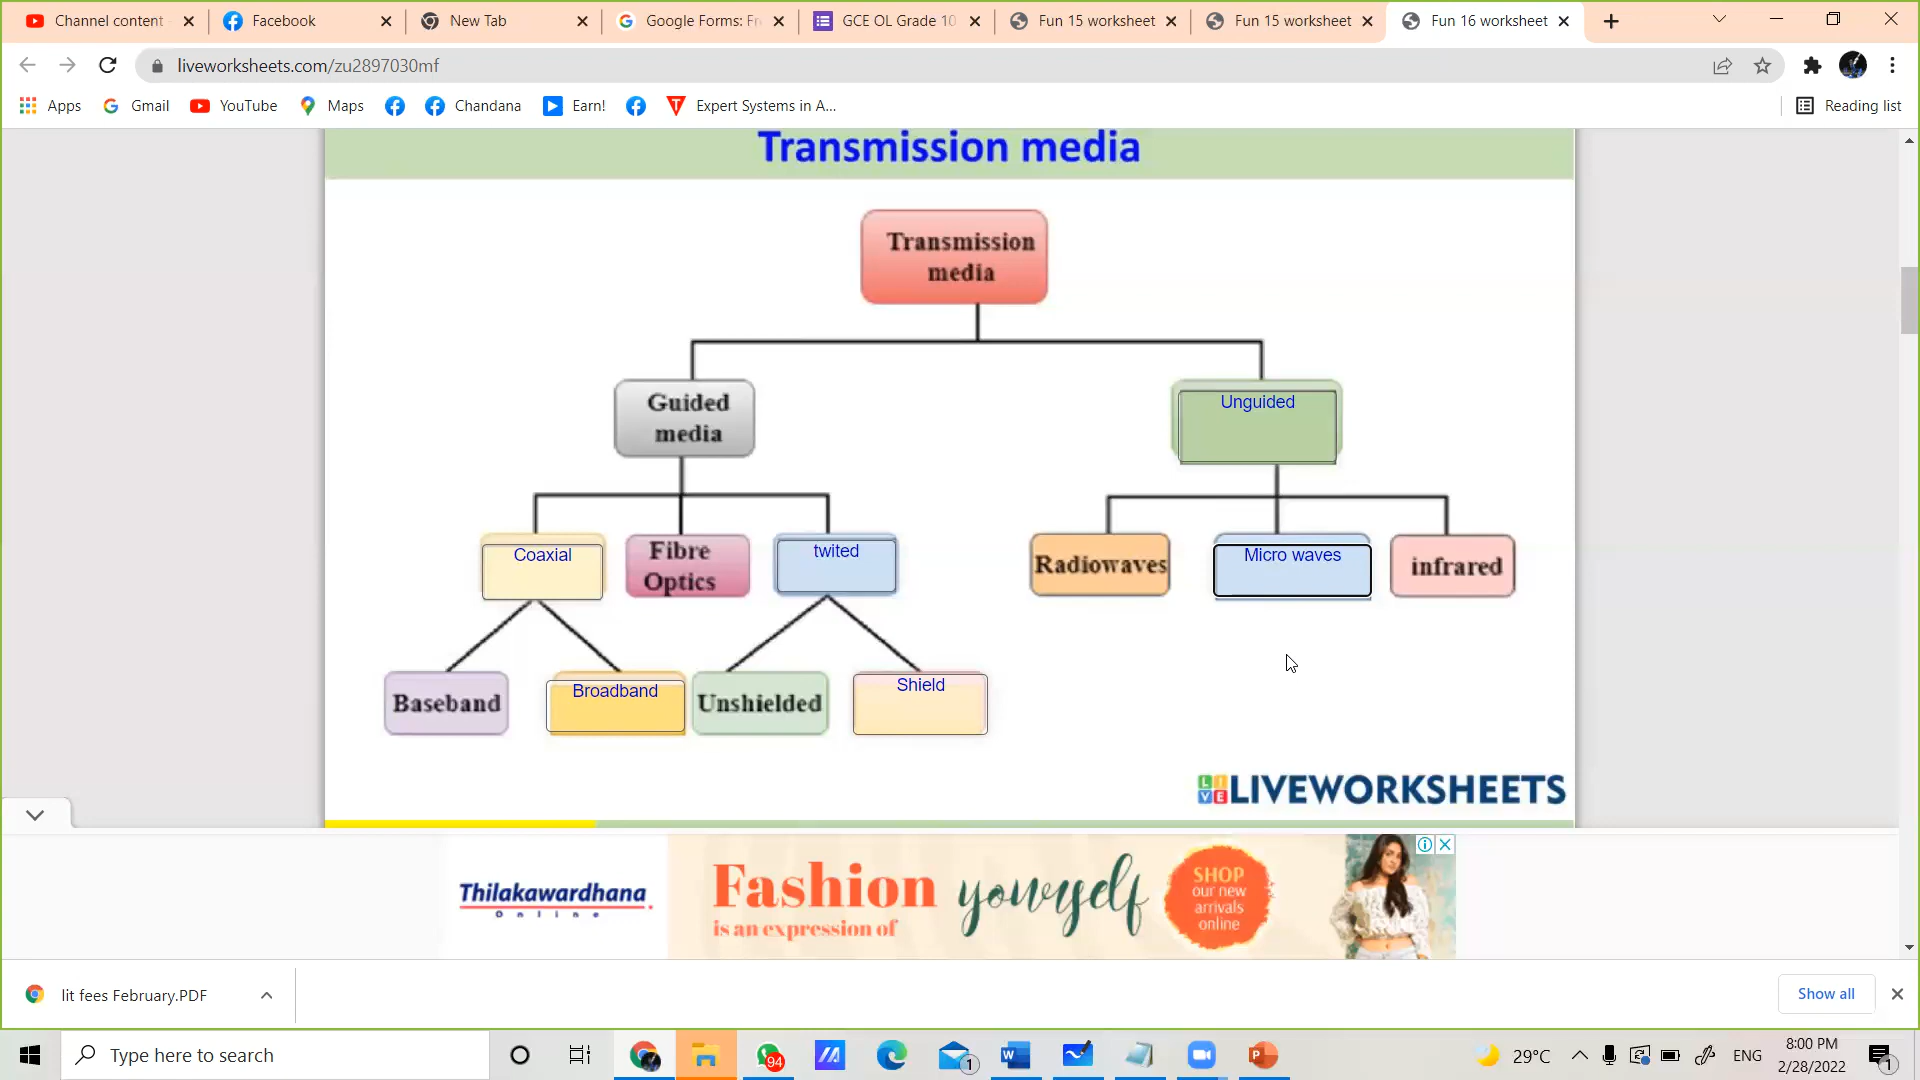 Channel content
Facebook
New Tab
Google Forms: Fr
GCE OL Grade 10
Fun 15 worksheet
Fun 15 worksheet
Fun 16 worksheet
liveworksheets.com/zu2897030mf
Apps
Gmail
YouTube
Maps
Chandana
Earn!
Expert Systems in A...
Reading list
Transmission media
Transmission
media
Guided
media
Unguided
Coaxial
Fibre
Optics
twited
Radiowaves
Micro waves
infrared
Baseband
Broadband
Unshielded
Shield
LIVE
LIVEWORKSHEETS
Thilakawardhana
Online
Fashion yourself
is an expression of
SHOP
our new
arrivals
online
lit fees February.PDF
Show all
Type here to search
94
1
29°C
ENG
8:00 PM
2/28/2022
1